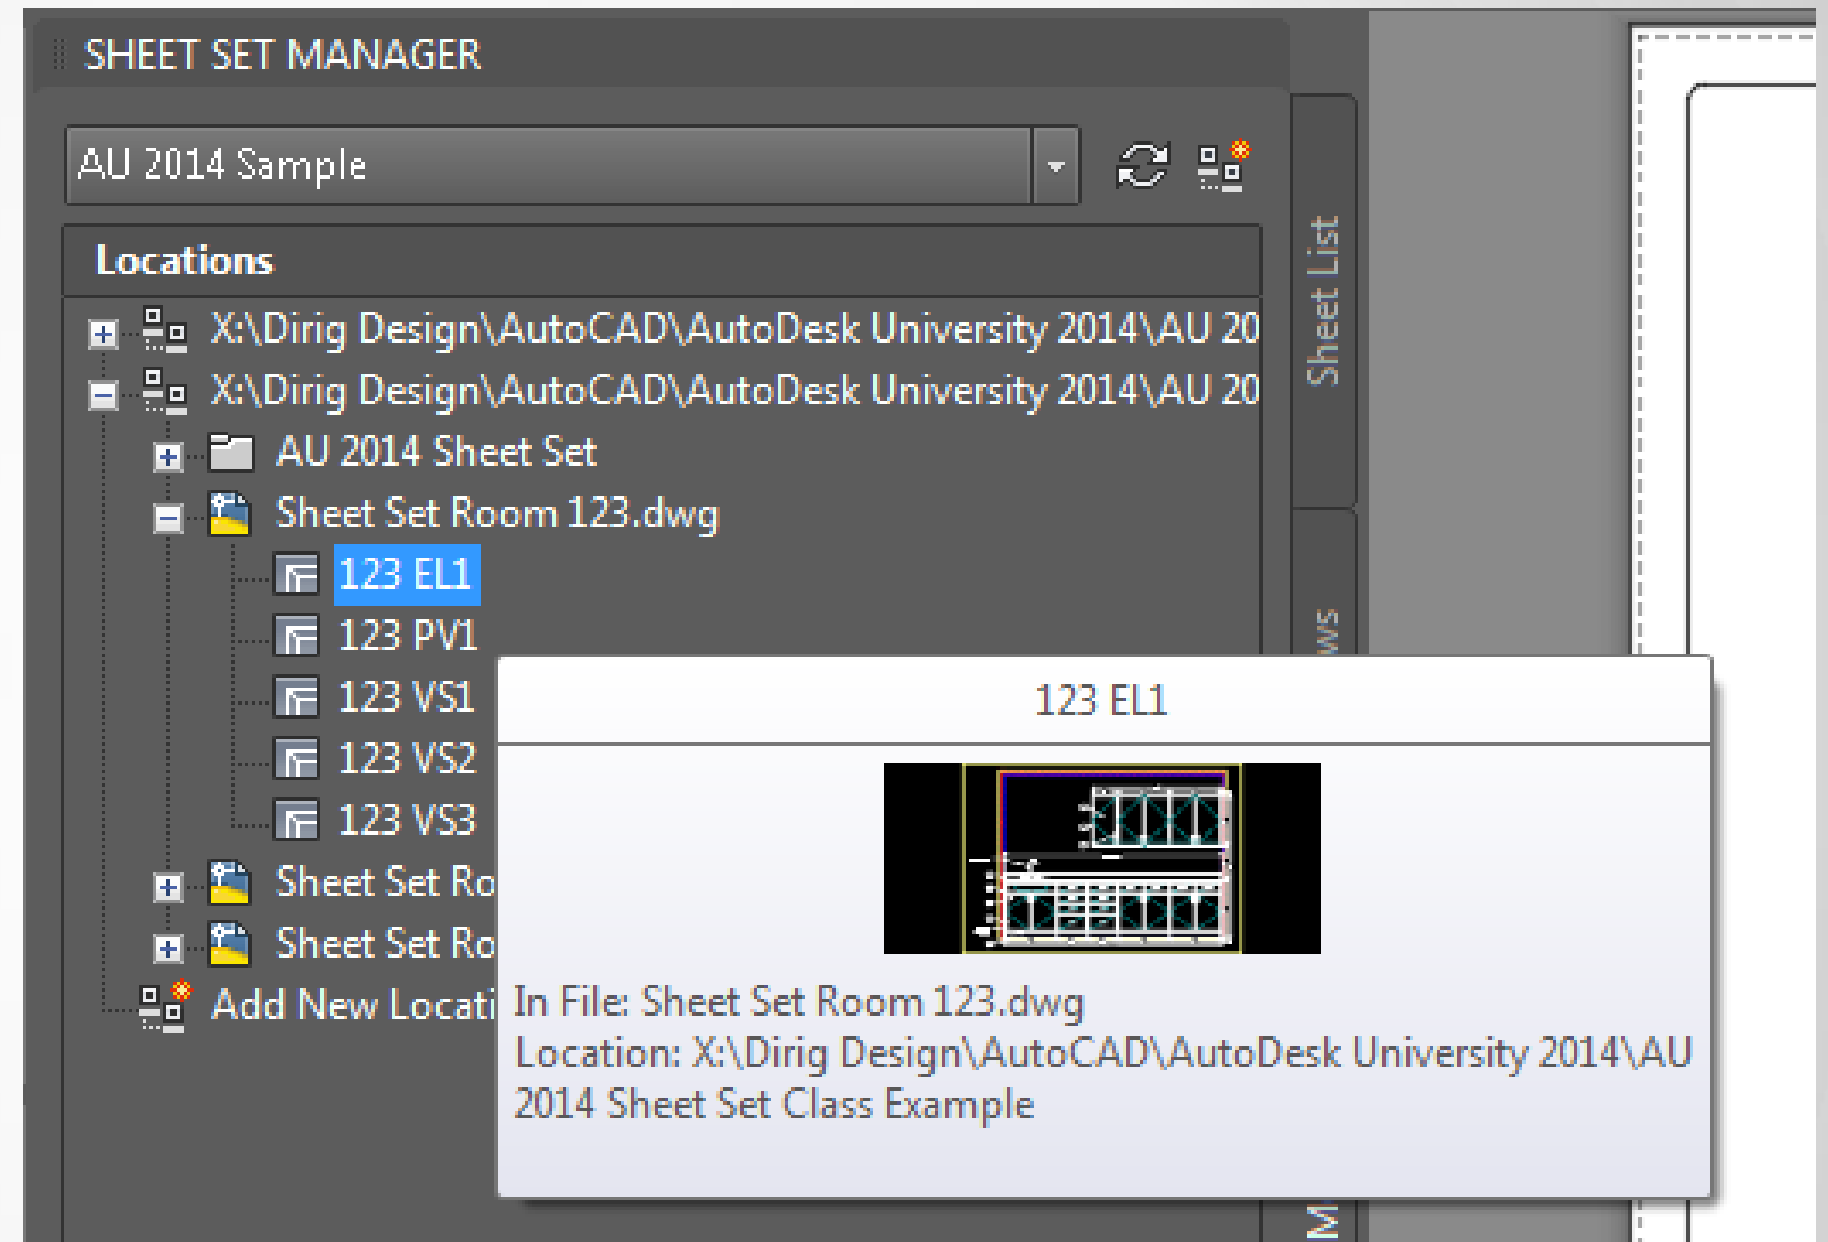 SHEET SET MANAGER
AU 2014 Sample
Locations
X:\Dirig Design\AutoCAD\AutoDesk University 2014\AU 20
X:\Dirig Design\AutoCAD\AutoDesk University 2014\AU 20
AU 2014 Sheet Set
Sheet Set Room 123.dwg
123 EL1
123 PV1
123 VS1
123 VS2
123 VS3
Sheet Set Ro
Sheet Set Ro
Add New Locati
Sheet List
ws
M
123 EL1
In File: Sheet Set Room 123.dwg
Location: X:\Dirig Design\AutoCAD\AutoDesk University 2014\AU
2014 Sheet Set Class Example